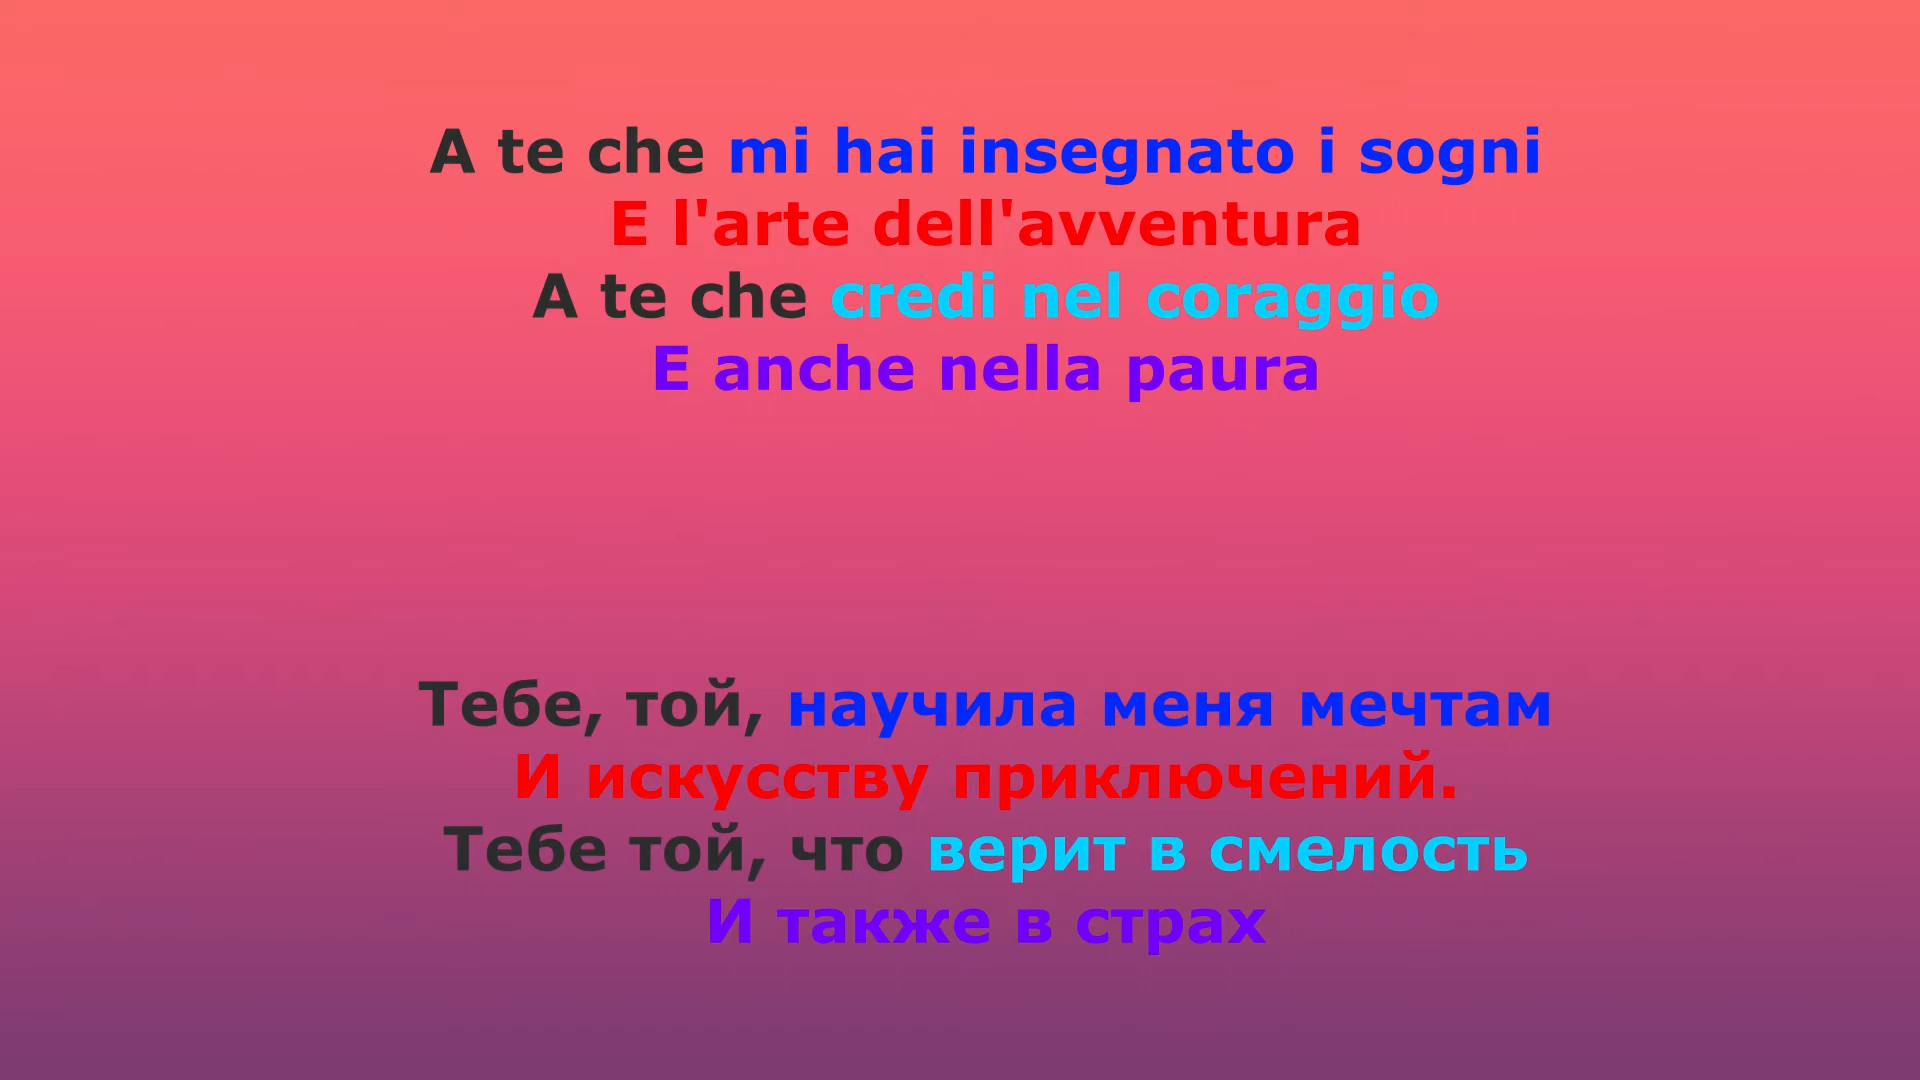 A te che mi hai insegnato i sogni
E l'arte dell'avventura
A te che credi nel coraggio
E anche nella paura
Тебе, той, научила меня мечтам
И искусству приключений.
Тебе той, что верит в смелость
И также в страх